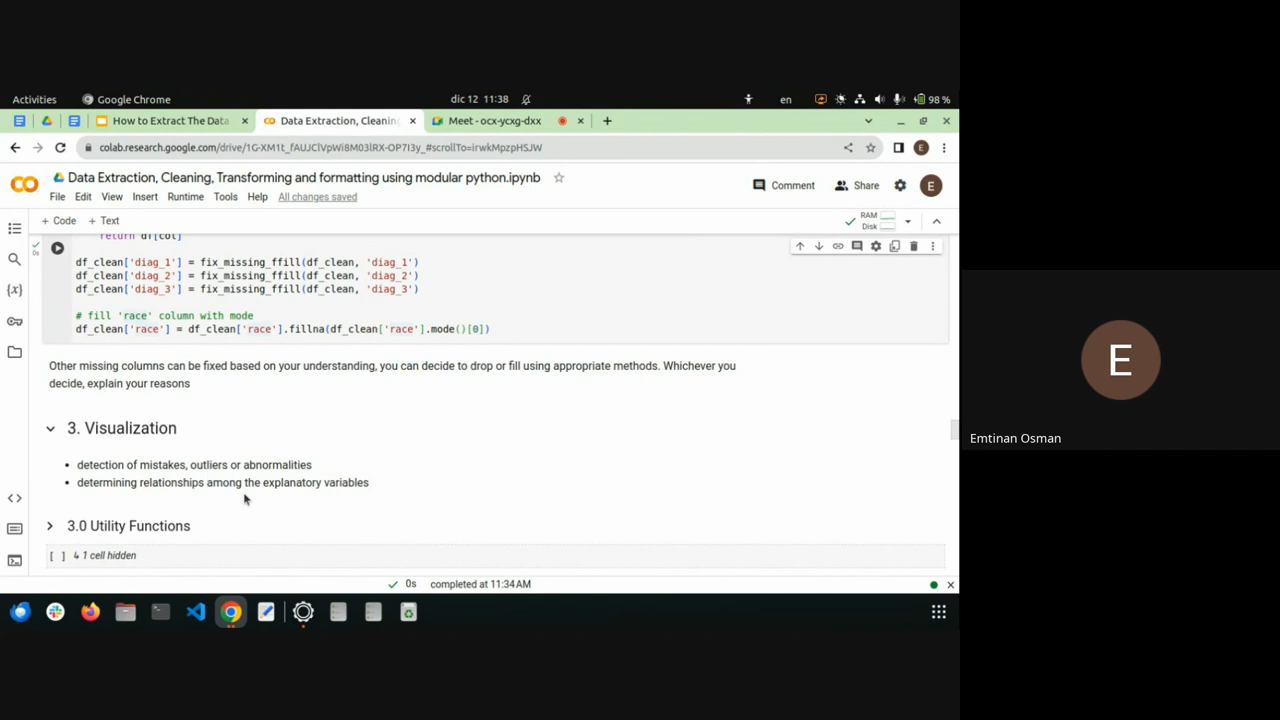 Activities Google Chrome dic 12 11:38 en 98 %
How to Extract The Data Data Extraction, Cleaning Meet - ocx-ycxg-dxx
colab.research.google.com/drive/1G-XM1t_fAUJClVpWi8M03lRX-OP7I3y_#scrollTo=irwkMpzpHSJW E
Data Extraction, Cleaning, Transforming and formatting using modular python.ipynb
Comment Share E
File Edit View Insert Runtime Tools Help All changes saved
+ Code + Text RAM
Disk
return df[col]
0s
df_clean['diag_1'] = fix_missing_ffill(df_clean, 'diag_1')
df_clean['diag_2'] = fix_missing_ffill(df_clean, 'diag_2')
df_clean['diag_3'] = fix_missing_ffill(df_clean, 'diag_3')
# fill 'race' column with mode
df_clean['race'] = df_clean['race'].fillna(df_clean['race'].mode()[0])
Other missing columns can be fixed based on your understanding, you can decide to drop or fill using appropriate methods. Whichever you
decide, explain your reasons
3. Visualization
• detection of mistakes, outliers or abnormalities
• determining relationships among the explanatory variables
3.0 Utility Functions
[ ] ↳ 1 cell hidden
0s completed at 11:34 AM
E
Emtinan Osman